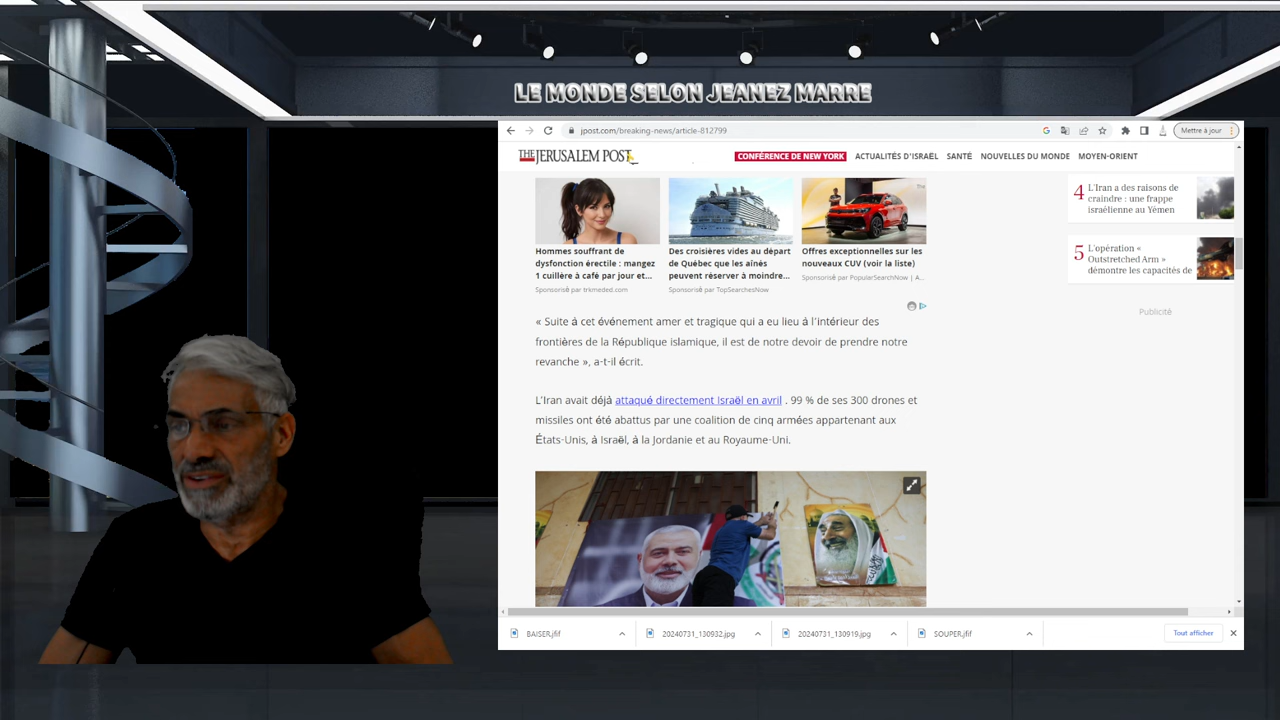 LE MONDE SELON JEANEZ MARRE
jpost.com/breaking-news/article-812799
Mettre à jour
THE JERUSALEM POST
CONFÉRENCE DE NEW YORK
ACTUALITÉS D'ISRAËL
SANTÉ
NOUVELLES DU MONDE
MOYEN-ORIENT
Hommes souffrant de
dysfonction érectile : mangez
1 cuillère à café par jour et...
Sponsorisé par trkmeded.com
Des croisières vides au départ
de Québec que les aînés
peuvent réserver à moindre...
Sponsorisé par TopSearchesNow
Offres exceptionnelles sur les
nouveaux CUV (voir la liste)
Sponsorisé par PopularSearchNow | A...
4
L'Iran a des raisons de
craindre : une frappe
israélienne au Yémen
5
L'opération «
Outstretched Arm »
démontre les capacités de
Publicité
« Suite à cet événement amer et tragique qui a eu lieu à l'intérieur des
frontières de la République islamique, il est de notre devoir de prendre notre
revanche », a-t-il écrit.
L'Iran avait déjà attaqué directement Israël en avril . 99 % de ses 300 drones et
missiles ont été abattus par une coalition de cinq armées appartenant aux
États-Unis, à Israël, à la Jordanie et au Royaume-Uni.
BAISER.jfif
20240731_130932.jpg
20240731_130919.jpg
SOUPER.jfif
Tout afficher